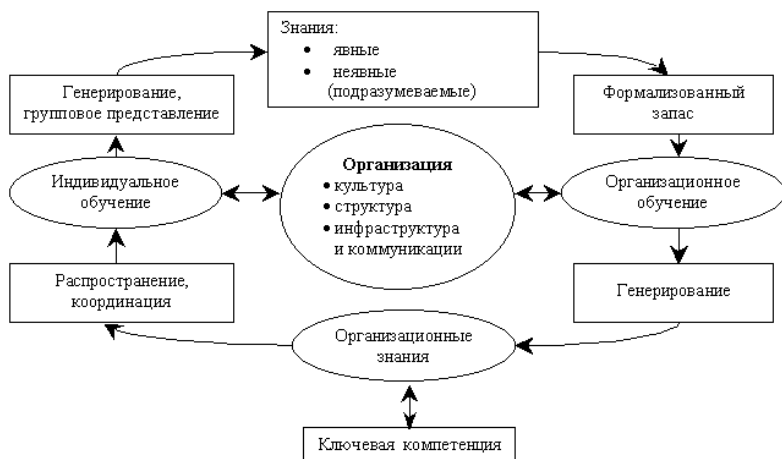 Знания:
• явные
• неявные
(подразумеваемые)
Генерирование,
групповое представление
Формализованный
запас
Индивидуальное
обучение
Организация
• культура
• структура
• инфраструктура
и коммуникации
Организационное
обучение
Распространение,
координация
Генерирование
Организационные
знания
Ключевая компетенция